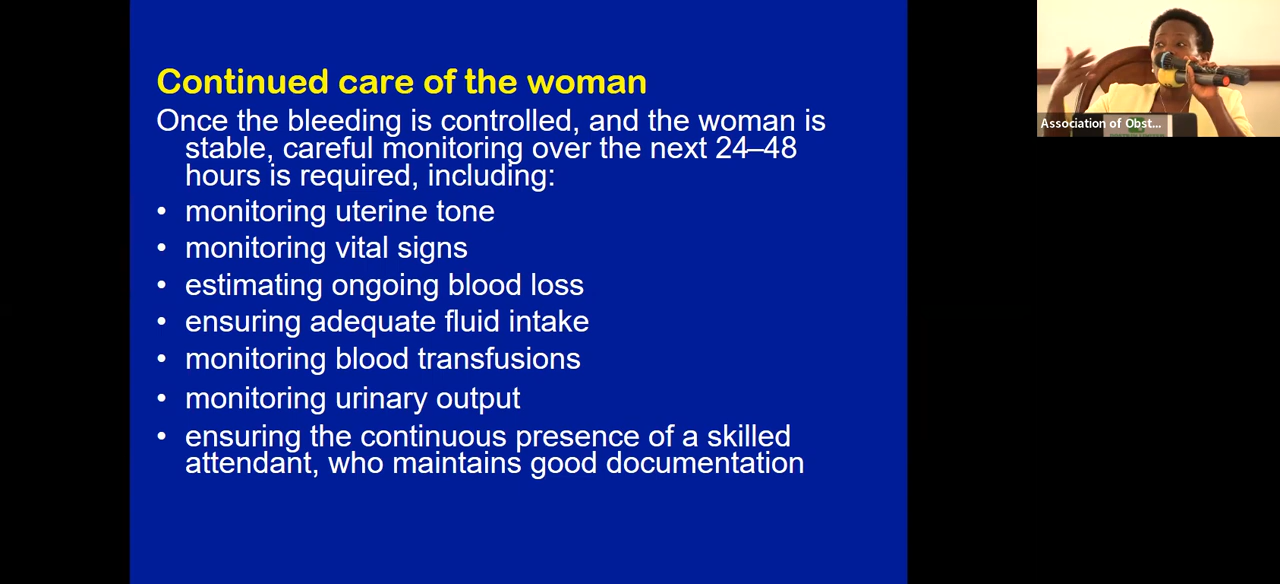 Continued care of the woman
Once the bleeding is controlled, and the woman is
stable, careful monitoring over the next 24–48
hours is required, including:
• monitoring uterine tone
• monitoring vital signs
• estimating ongoing blood loss
• ensuring adequate fluid intake
• monitoring blood transfusions
• monitoring urinary output
• ensuring the continuous presence of a skilled
attendant, who maintains good documentation
Association of Obst...